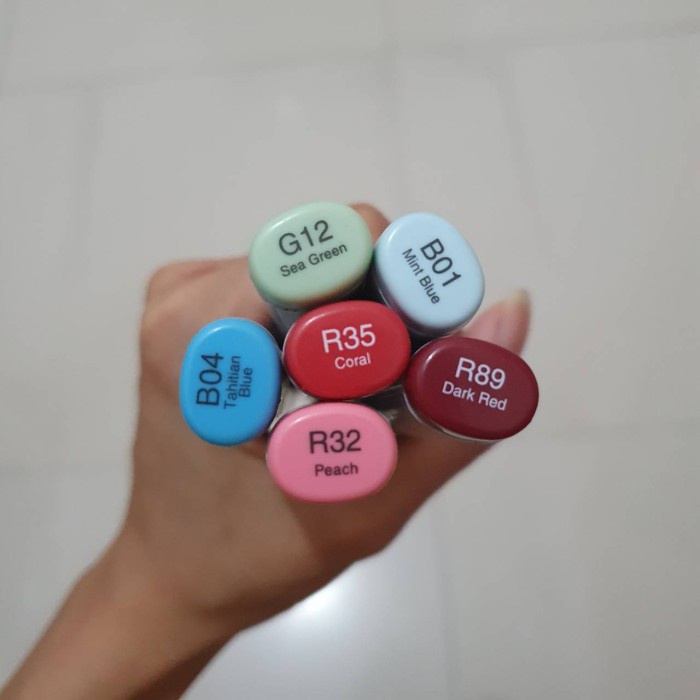 G12
Sea Green
B01
Mint Blue
R35
Coral
B04
Tahitian
Blue
R89
Dark Red
R32
Peach